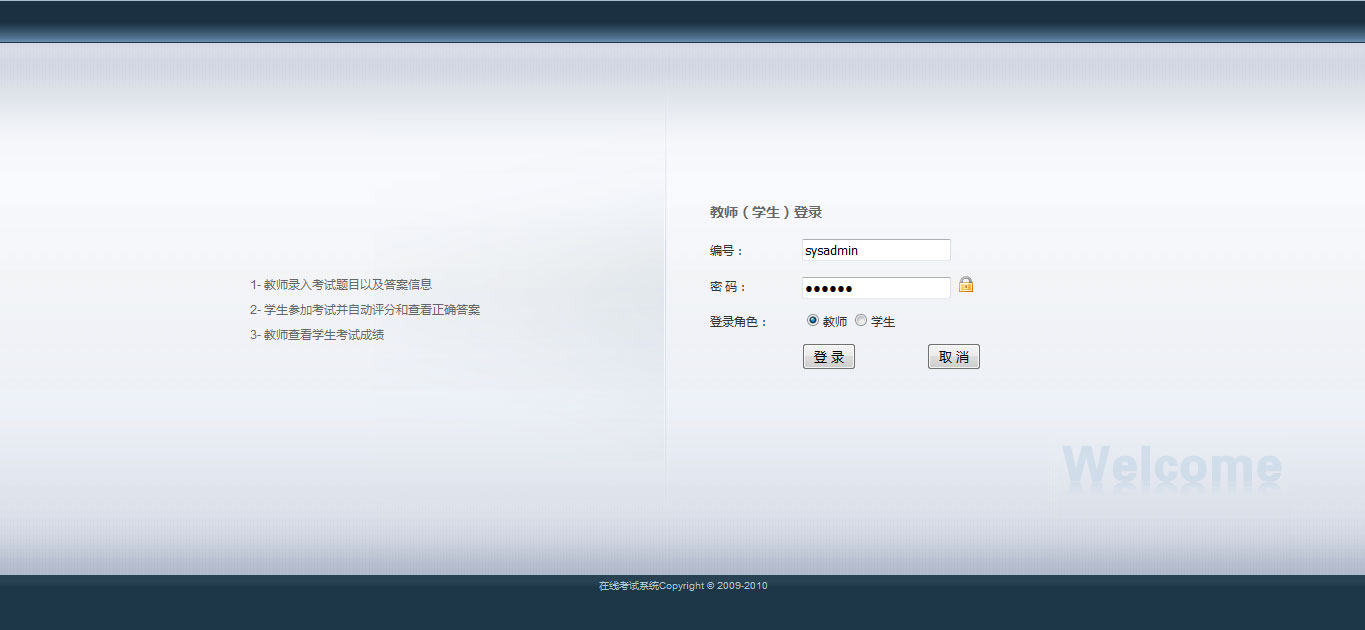 1- 教师录入考试题目以及答案信息
2- 学生参加考试并自动评分和查看正确答案
3- 教师查看学生考试成绩
教师（学生）登录
编号： sysadmin
密 码： ●●●●●●
登录角色： 教师 学生
登 录 取 消
Welcome
在线考试系统Copyright © 2009-2010